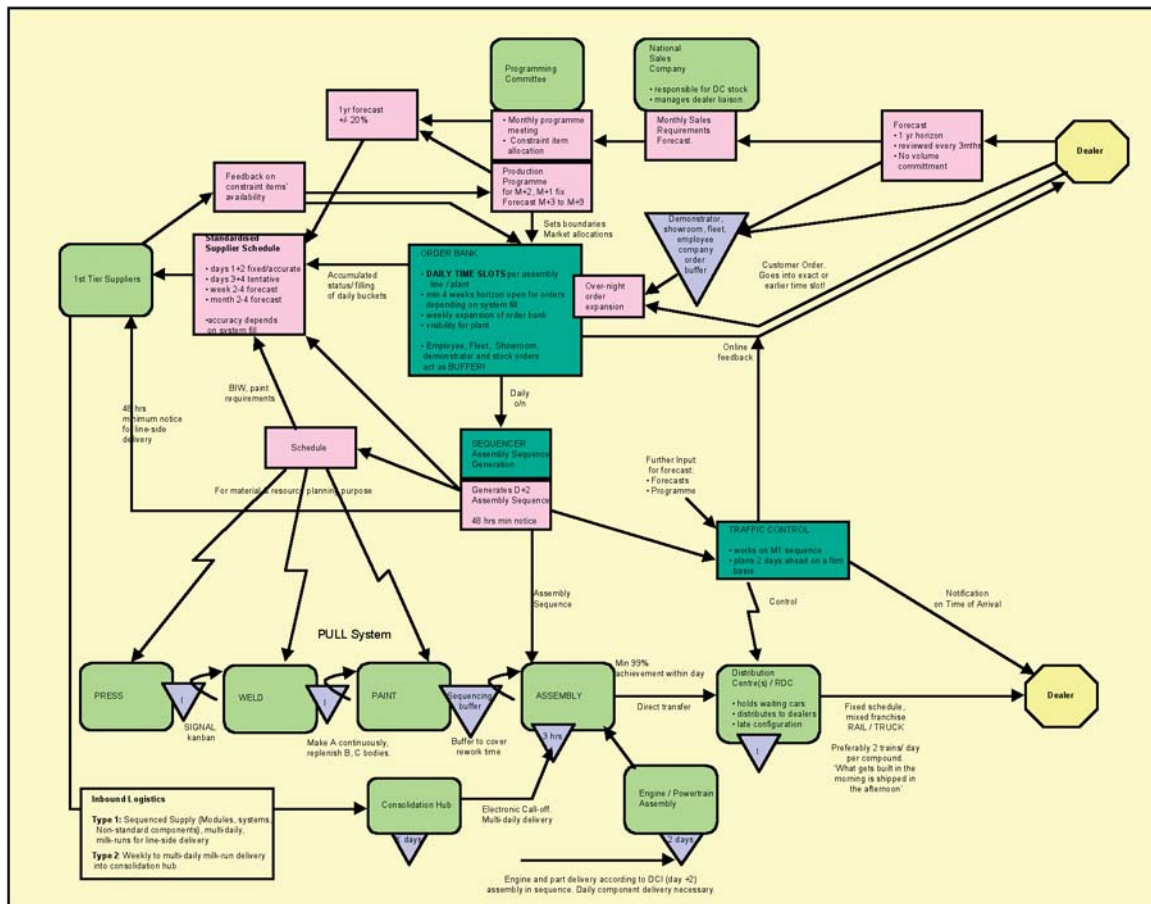 Programming
Committee
National
Sales
Company
• responsible for DC stock
• manages dealer liaison
1yr forecast
+/- 20%
• Monthly programme
meeting
• Constraint item
allocation
Monthly Sales
Requirements
Forecast.
Forecast
• 1 yr horizon
• reviewed every 3mths
• No volume
committment
Dealer
Feedback on
constraint items'
availability
Production
Programme
for M+2, M+1 fix
Forecast M+3 to M+9
Sets boundaries
Market allocations
Demonstrator,
showroom, fleet,
employee
company
order
buffer
Customer Order.
Goes into exact or
earlier time slot!
1st Tier Suppliers
Standardised
Supplier Schedule
• days 1+2 fixed/accurate
• days 3+4 tentative
• week 2-4 forecast
• month 2-4 forecast
•accuracy depends
on system fill
Accumulated
status/ filling
of daily buckets
ORDER BANK
• DAILY TIME SLOTS per assembly
line / plant
• min 4 weeks horizon open for orders
depending on system fill
• weekly expansion of order bank
• visibility for plant
• Employee, Fleet, Showroom,
demonstrator and stock orders
act as BUFFER!
Over-night
order
expansion
Online
feedback
BIW, paint
requirements
Daily
o/n
48 hrs
minimum notice
for line-side
delivery
Schedule
SEQUENCER
Assembly Sequence
Generation
Generates D+2
Assembly Sequence
48 hrs min notice
For material & resource planning purpose
Further Input:
for forecast:
• Forecasts
• Programme
TRAFFIC CONTROL
• works on M1 sequence
• plans 2 days ahead on a firm
basis
Assembly
Sequence
Control
Notification
on Time of Arrival
PULL System
PRESS
I
WELD
I
PAINT
Sequencing
buffer
ASSEMBLY
3 hrs
Min 99%
achievement within day
Direct transfer
Distribution
Centre(s) / RDC
• holds waiting cars
• distributes to dealers
• late configuration
I
Dealer
Fixed schedule,
mixed franchise
RAIL / TRUCK
Preferably 2 trains/ day
per compound.
'What gets built in the
morning is shipped in
the afternoon'
SIGNAL
kanban
Make A continuously,
replenish B, C bodies.
Buffer to cover
rework time
Inbound Logistics
Type 1: Sequenced Supply (Modules, systems,
Non-standard components), multi-daily,
milk-runs for line-side delivery
Type 2: Weekly to multi-daily milk-run delivery
into consolidation hub
Consolidation Hub
days
Electronic Call-off.
Multi-daily delivery
Engine / Powertrain
Assembly
2 days
Engine and part delivery according to DCI (day +2)
assembly in sequence. Daily component delivery necessary.